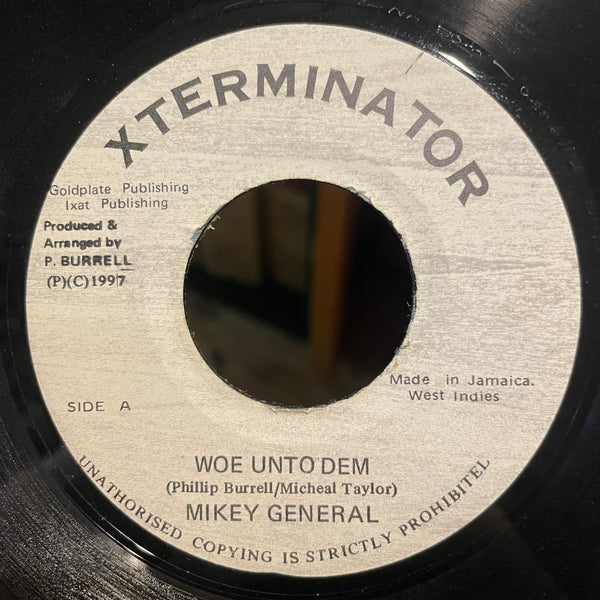 XTERMINATOR
Goldplate Publishing
Ixat Publishing
Produced &
Arranged by
P. BURRELL
(P)(C)1997
SIDE A
Made in Jamaica.
West Indies
WOE UNTO DEM
(Phillip Burrell/Micheal Taylor)
MIKEY GENERAL
UNATHORISED COPYING IS STRICTLY PROHIBITEL